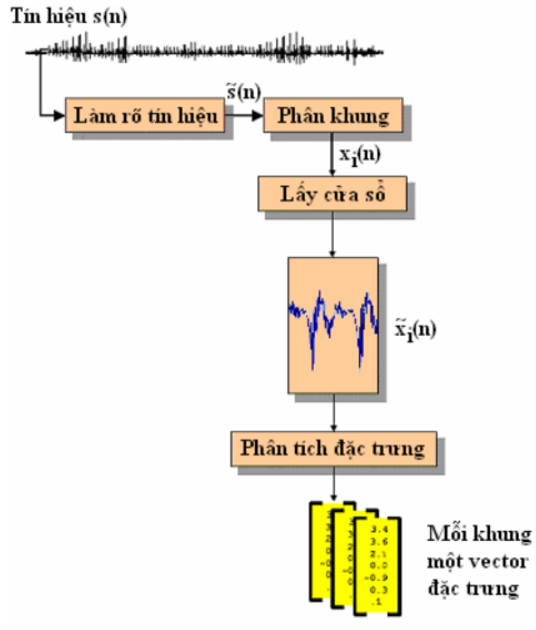 Tín hiệu s(n)
s̃(n)
Làm rõ tín hiệu
Phân khung
xi(n)
Lấy cửa sổ
x̃i(n)
Phân tích đặc trưng
3.4
3.6
2.1
0.0
-0.9
0.3
.1
Mỗi khung
một vector
đặc trưng